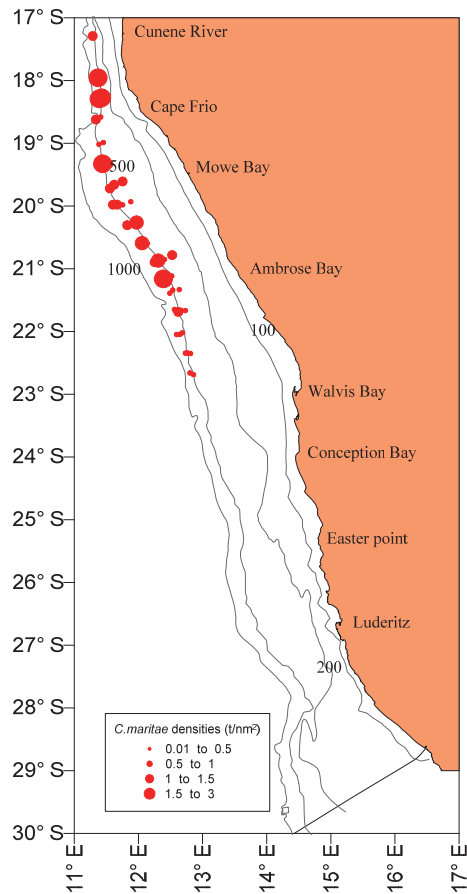 17° S
18° S
19° S
20° S
21° S
22° S
23° S
24° S
25° S
26° S
27° S
28° S
29° S
30° S
Cunene River
Cape Frio
500
Mowe Bay
1000
Ambrose Bay
100
Walvis Bay
Conception Bay
Easter point
Luderitz
200
C.maritae densities (t/nm²)
0.01 to 0.5
0.5 to 1
1 to 1.5
1.5 to 3
11° E
12° E
13° E
14° E
15° E
16° E
17° E